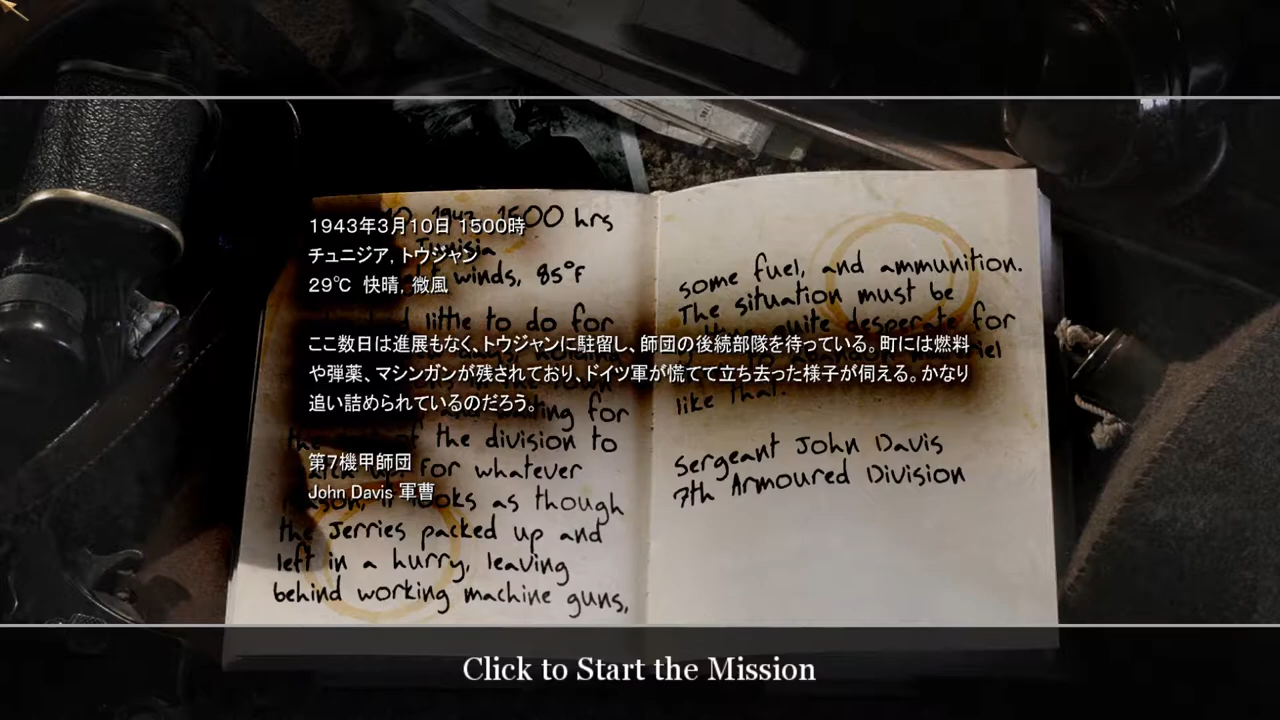 1943年3月10日 1500時
チュニジア, トウジャン
29℃ 快晴, 微風
ここ数日は進展もなく、トウジャンに駐留し、師団の後続部隊を待っている。町には燃料
や弾薬、マシンガンが残されており、ドイツ軍が慌てて立ち去った様子が伺える。かなり
追い詰められているのだろう。
第7機甲師団
John Davis 軍曹
1500 hrs
Tunisia
winds, 85°F
little to do for
waiting for
the division to
for whatever
looks as though
the Jerries packed up and
left in a hurry, leaving
behind working machine guns,
some fuel, and ammunition.
The situation must be
quite desperate for
like that.
Sergeant John Davis
7th Armoured Division
Click to Start the Mission